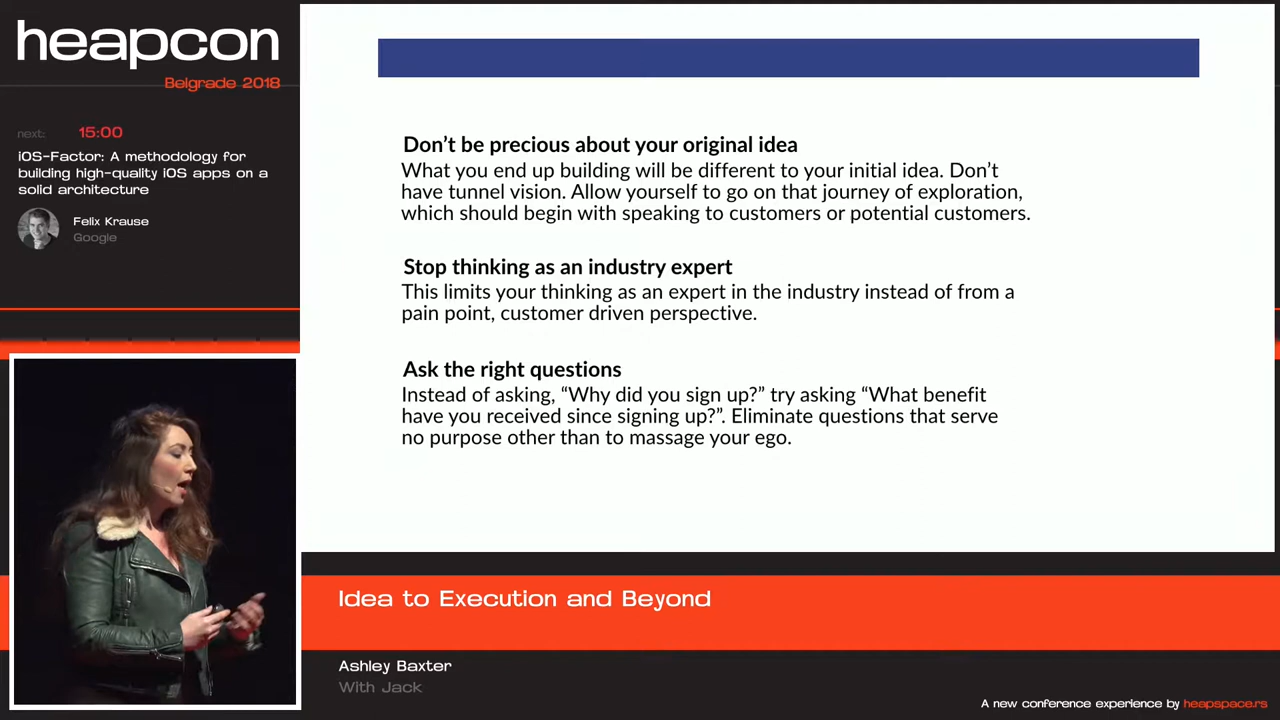 heapcon
Belgrade 2018
next: 15:00
iOS-Factor: A methodology for
building high-quality iOS apps on a
solid architecture
Felix Krause
Google
Don't be precious about your original idea
What you end up building will be different to your initial idea. Don't
have tunnel vision. Allow yourself to go on that journey of exploration,
which should begin with speaking to customers or potential customers.
Stop thinking as an industry expert
This limits your thinking as an expert in the industry instead of from a
pain point, customer driven perspective.
Ask the right questions
Instead of asking, “Why did you sign up?” try asking “What benefit
have you received since signing up?”. Eliminate questions that serve
no purpose other than to massage your ego.
Idea to Execution and Beyond
Ashley Baxter
With Jack
A new conference experience by heapspace.rs